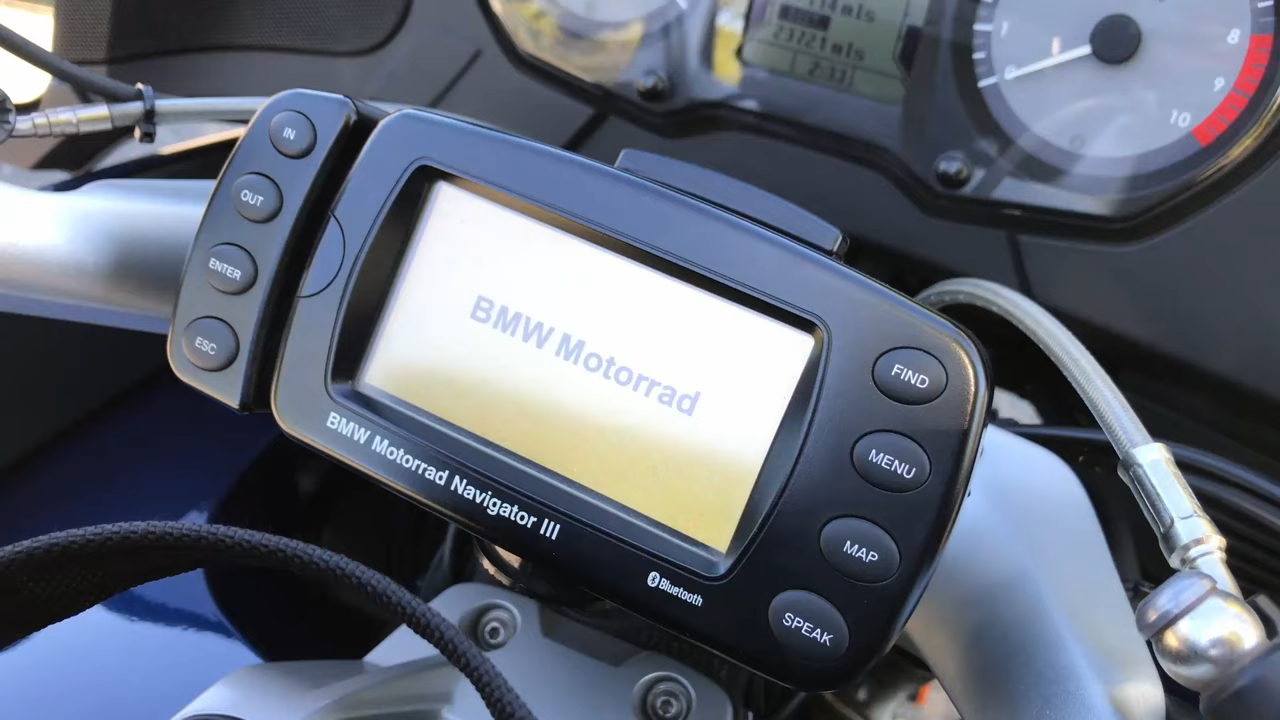 114mls
23221mls
2:33
8
9
10
IN
OUT
ENTER
ESC
BMW Motorrad
FIND
MENU
MAP
SPEAK
BMW Motorrad Navigator III
Bluetooth